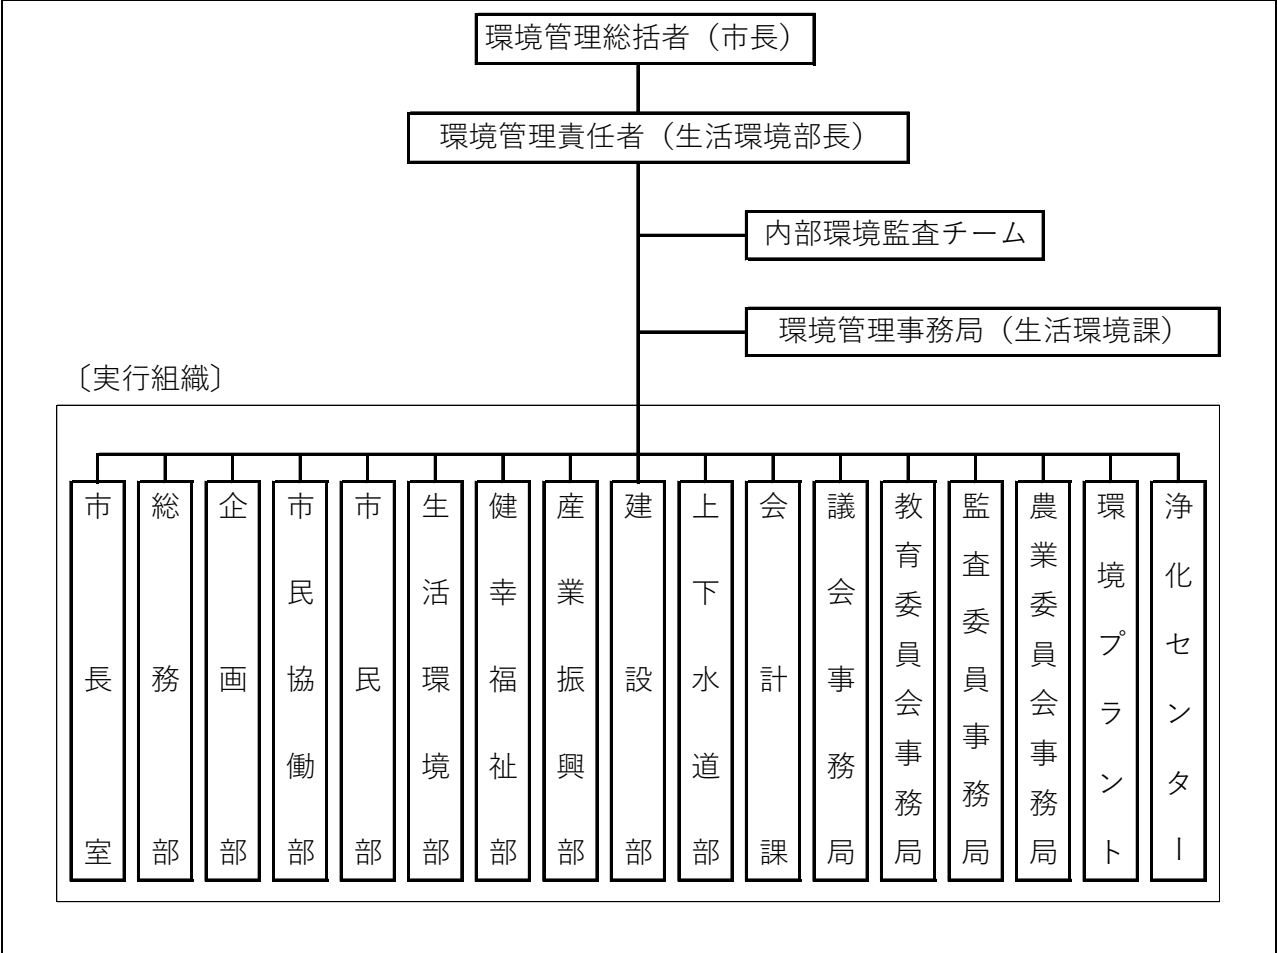 環境管理総括者（市長）
環境管理責任者（生活環境部長）
内部環境監査チーム
環境管理事務局（生活環境課）
〔実行組織〕
市長室
総務部
企画部
市民協働部
市民部
生活環境部
健幸福祉部
産業振興部
建設部
上下水道部
会計課
議会事務局
教育委員会事務局
監査委員事務局
農業委員会事務局
環境プラント
浄化センター